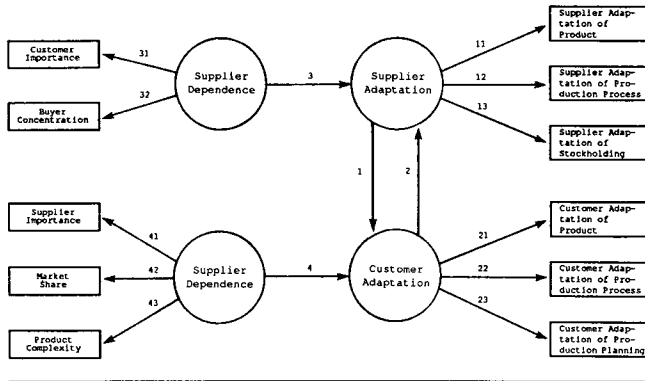 Customer
Importance
31
Buyer
Concentration
32
Supplier
Dependence
3
Supplier
Adaptation
11
Supplier Adap-
tation of
Product
12
Supplier Adap-
tation of Pro-
duction Process
13
Supplier Adap-
tation of
Stockholding
1
2
Supplier
Importance
41
Market
Share
42
Product
Complexity
43
Supplier
Dependence
4
Customer
Adaptation
21
Customer Adap-
tation of
Product
22
Customer Adap-
tation of Pro-
duction Process
23
Customer Adap-
tation of Pro-
duction Planning